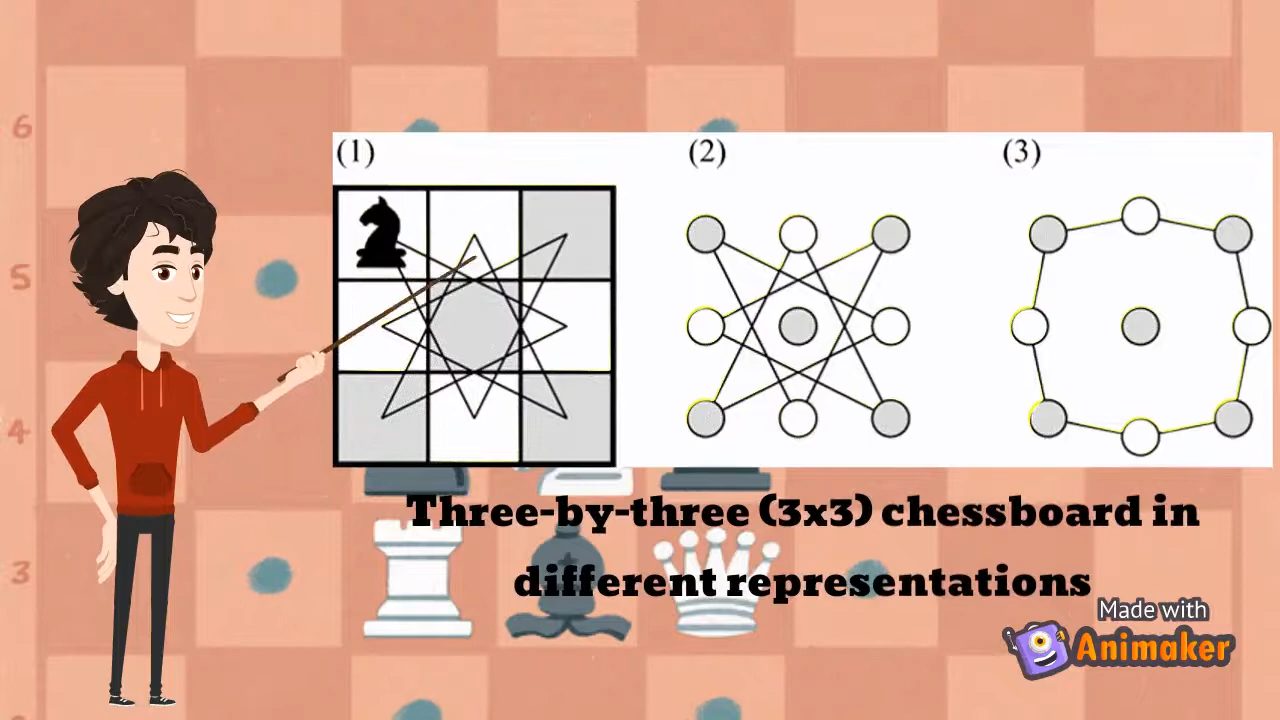 6
(1) (2) (3)
5
4
Three-by-three (3x3) chessboard in
3
different representations
Made with
Animaker